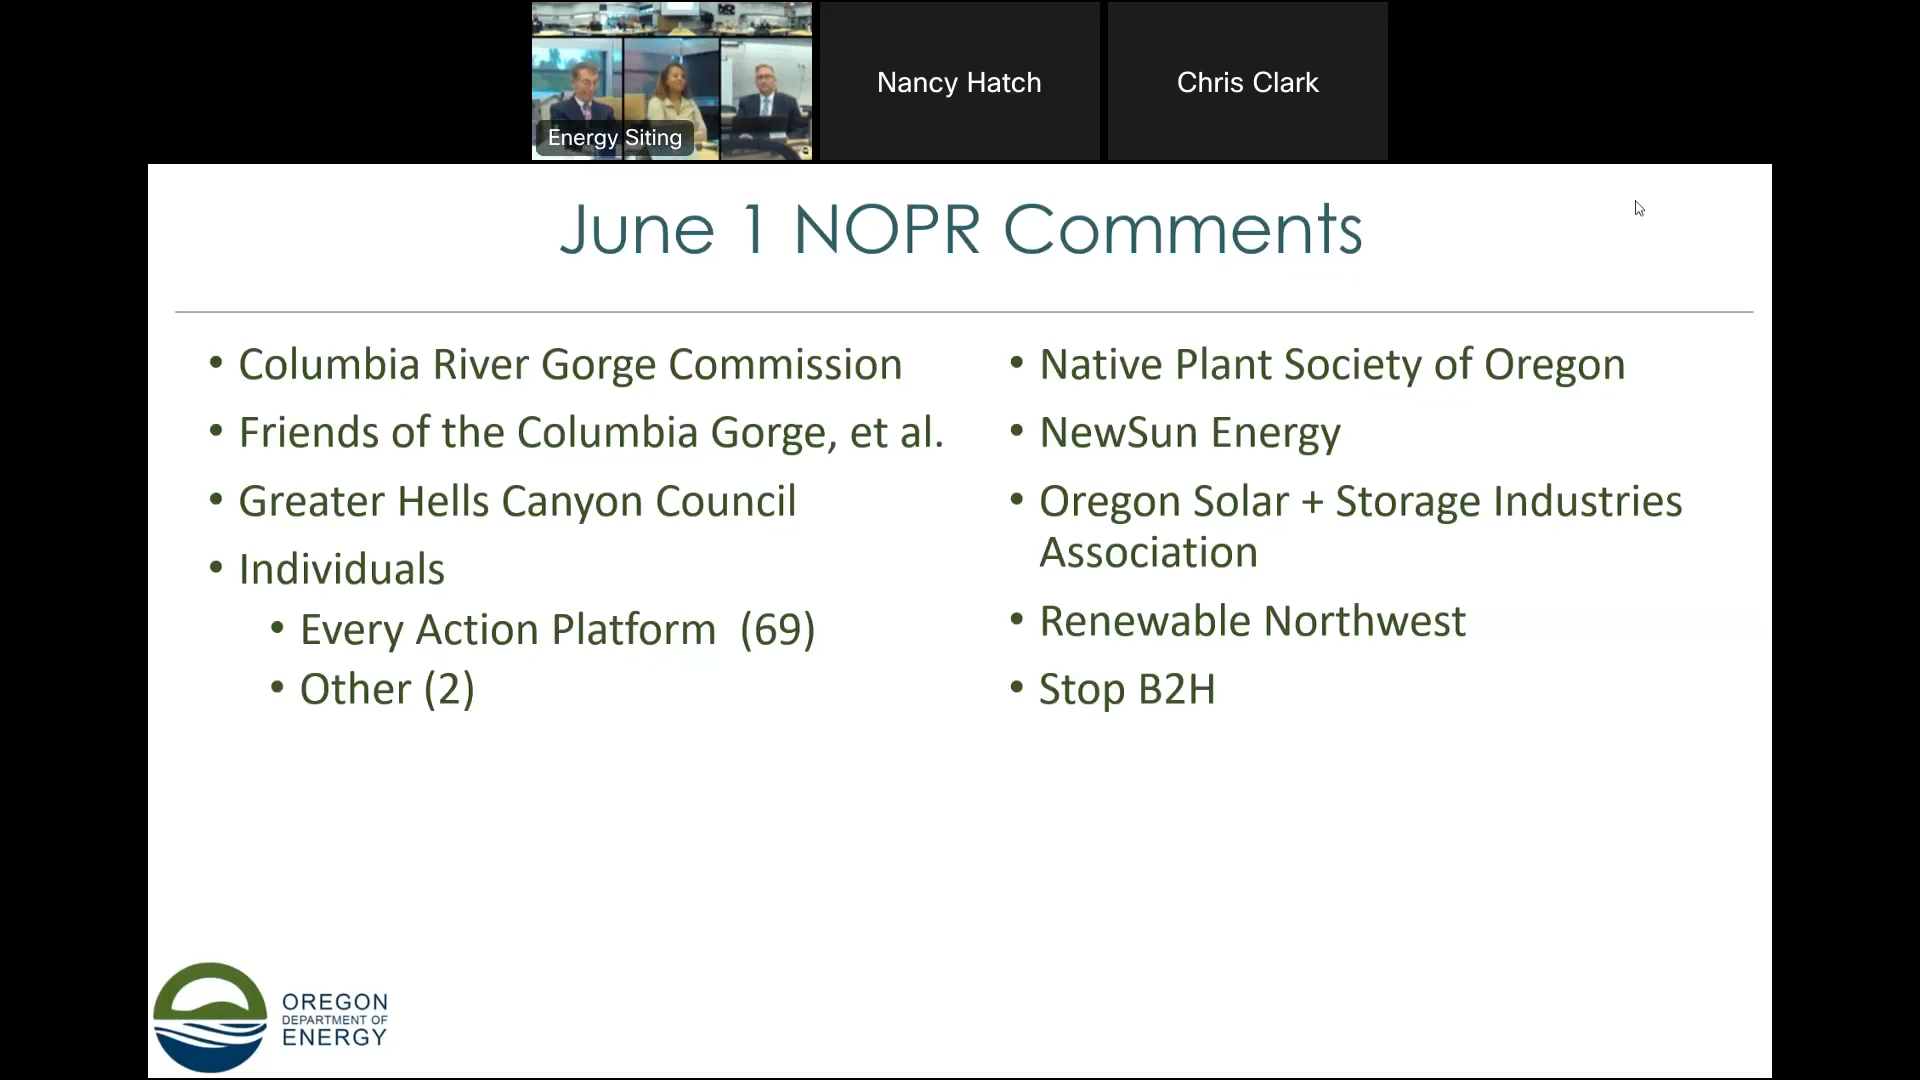 Energy Siting
Nancy Hatch
Chris Clark
June 1 NOPR Comments
• Columbia River Gorge Commission
• Friends of the Columbia Gorge, et al.
• Greater Hells Canyon Council
• Individuals
• Every Action Platform (69)
• Other (2)
• Native Plant Society of Oregon
• NewSun Energy
• Oregon Solar + Storage Industries
Association
• Renewable Northwest
• Stop B2H
OREGON
DEPARTMENT OF
ENERGY